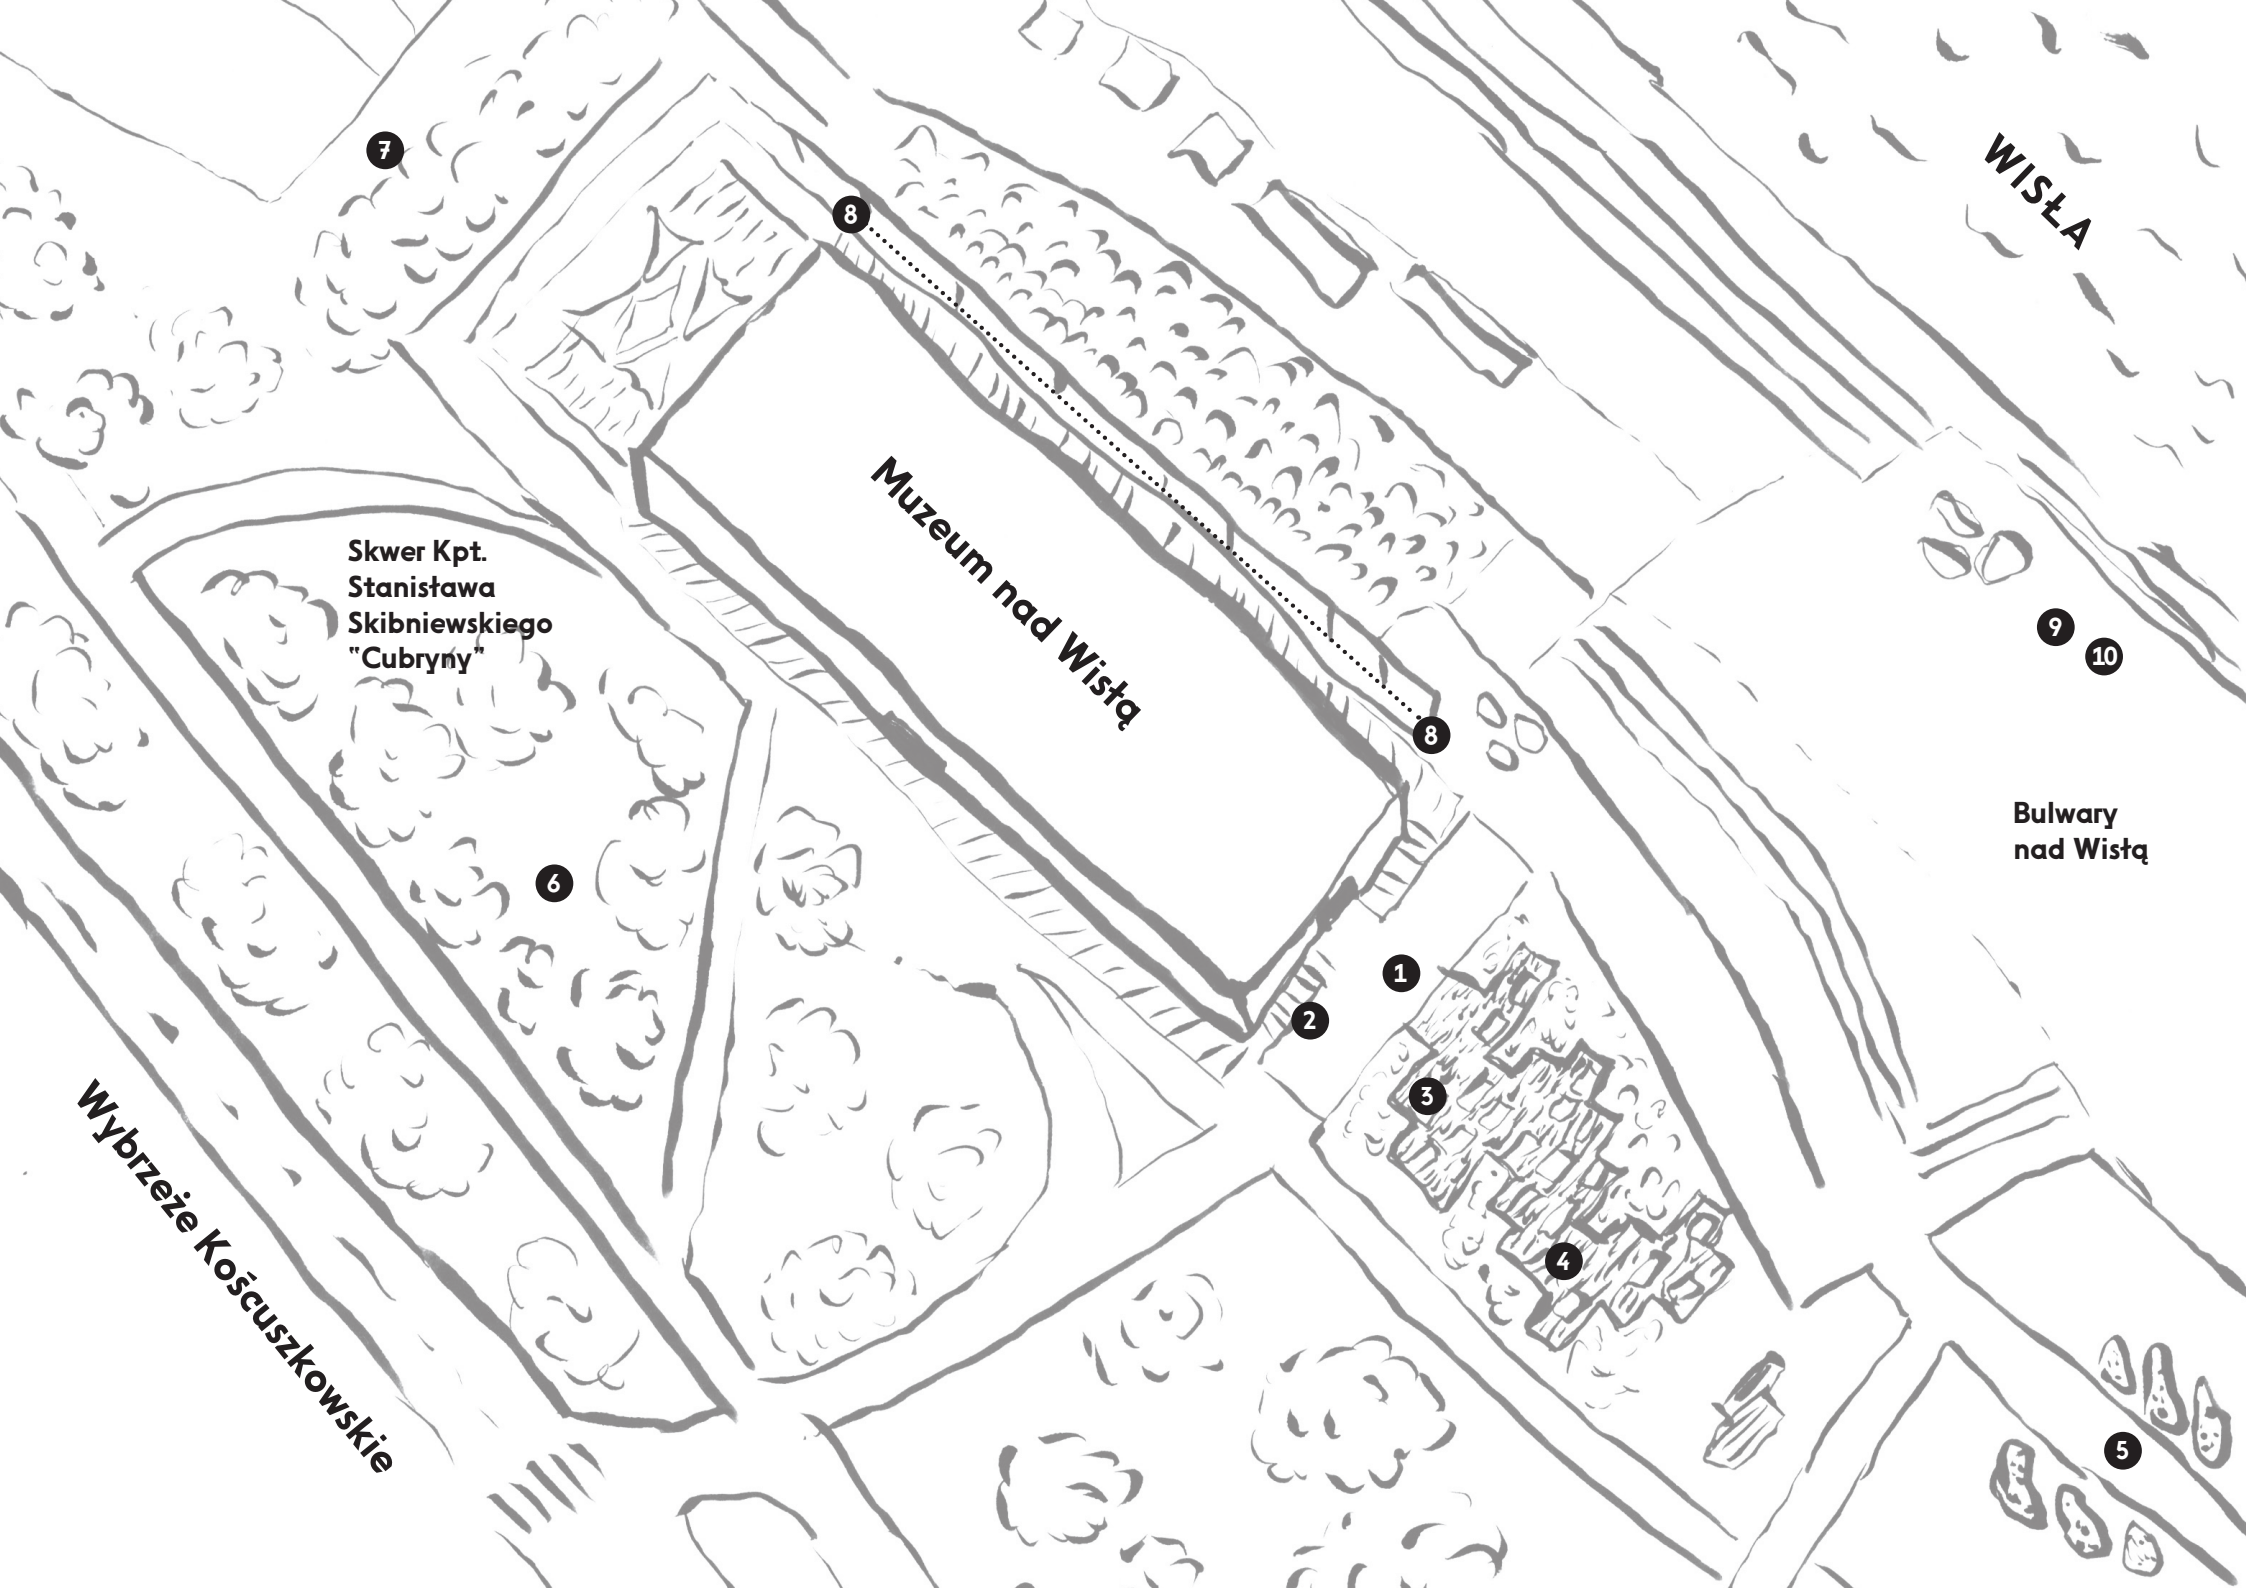 7
8
WISŁA
Muzeum nad Wisłą
Skwer Kpt.
Stanisława
Skibniewskiego
"Cubryny"
9
10
8
Bulwary
nad Wisłą
6
1
2
3
4
Wybrzeże Kościuszkowskie
5